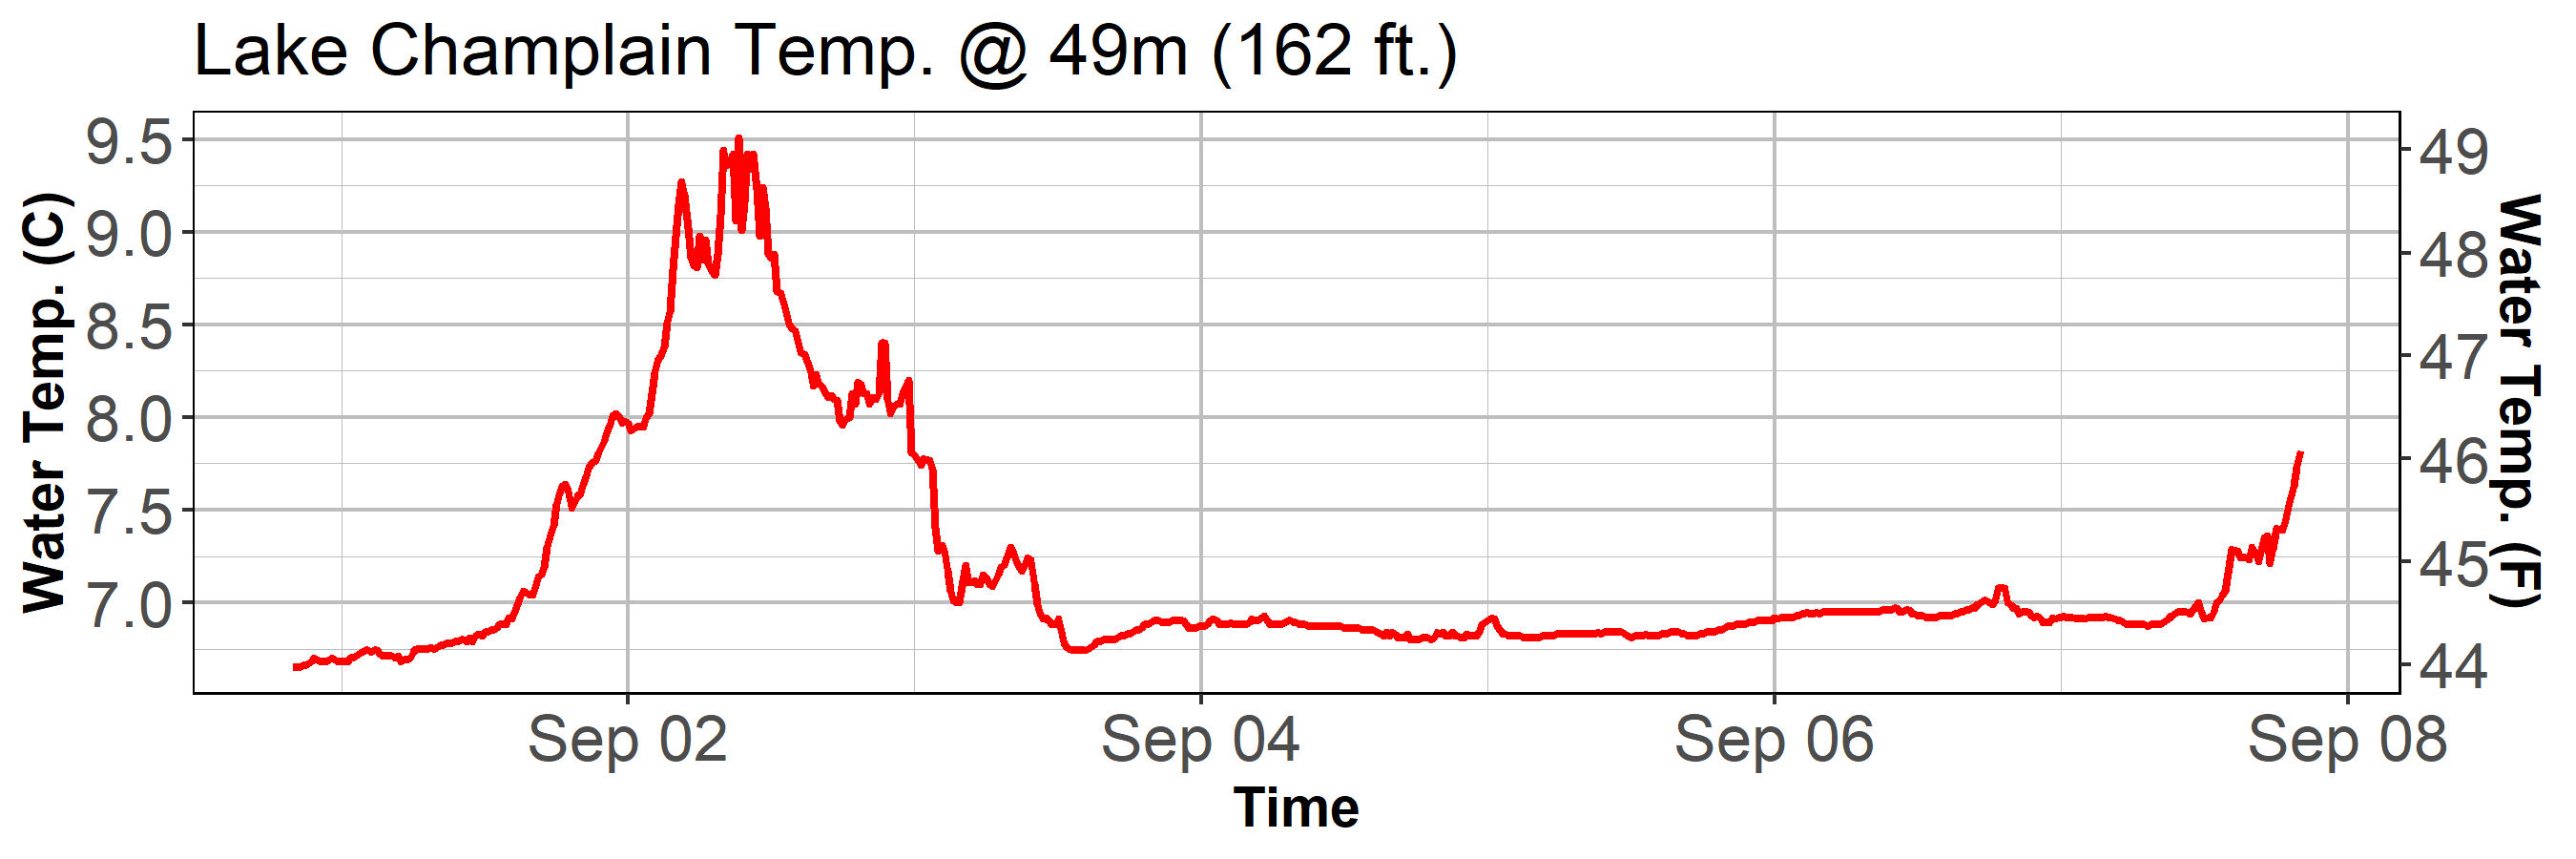 Lake Champlain Temp. @ 49m (162 ft.)
Water Temp. (C)
9.5
9.0
8.5
8.0
7.5
7.0
49
48
47
46
45
44
Water Temp. (F)
Sep 02
Sep 04
Sep 06
Sep 08
Time